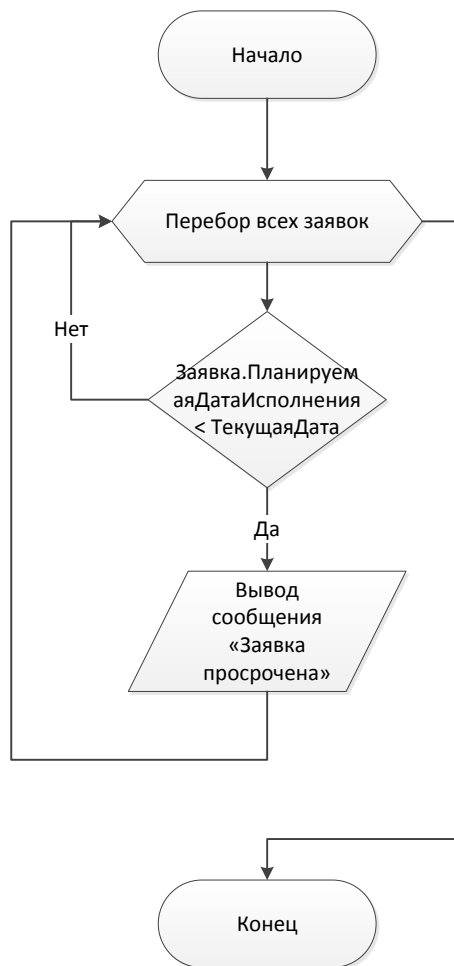 Начало
Перебор всех заявок
Нет
Заявка.Планируем
аяДатаИсполнения
< ТекущаяДата
Да
Вывод
сообщения
«Заявка
просрочена»
Конец